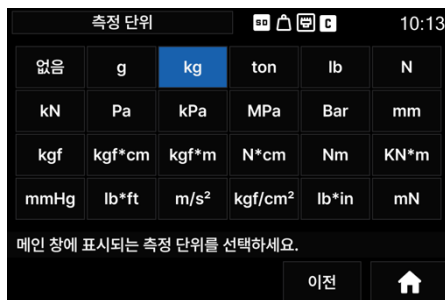 측정 단위 SD C 10:13
없음 g kg ton lb N
kN Pa kPa MPa Bar mm
kgf kgf*cm kgf*m N*cm Nm KN*m
mmHg lb*ft m/s² kgf/cm² lb*in mN
메인 창에 표시되는 측정 단위를 선택하세요.
이전